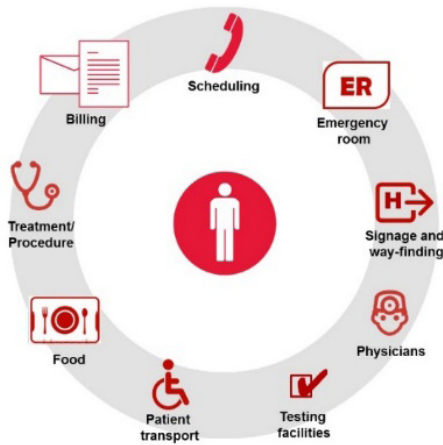 Scheduling
ER
Emergency
room
H
Signage and
way-finding
Physicians
Testing
facilities
Patient
transport
Food
Treatment/
Procedure
Billing